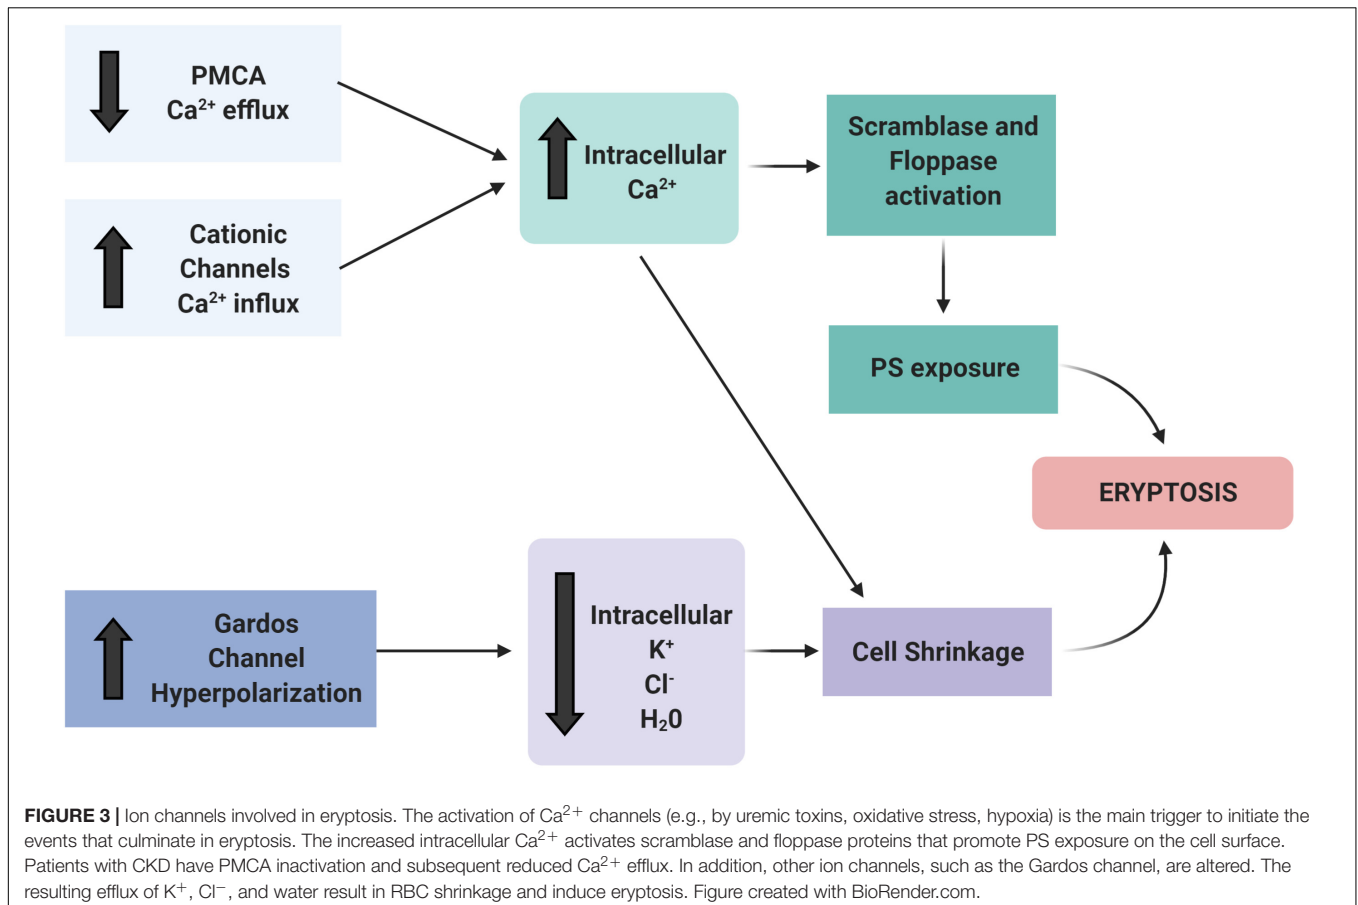 PMCA
Ca²⁺ efflux
Cationic
Channels
Ca²⁺ influx
Intracellular
Ca²⁺
Scramblase and
Floppase
activation
PS exposure
ERYPTOSIS
Gardos
Channel
Hyperpolarization
Intracellular
K⁺
Cl⁻
H₂0
Cell Shrinkage
FIGURE 3 | Ion channels involved in eryptosis. The activation of Ca²⁺ channels (e.g., by uremic toxins, oxidative stress, hypoxia) is the main trigger to initiate the
events that culminate in eryptosis. The increased intracellular Ca²⁺ activates scramblase and floppase proteins that promote PS exposure on the cell surface.
Patients with CKD have PMCA inactivation and subsequent reduced Ca²⁺ efflux. In addition, other ion channels, such as the Gardos channel, are altered. The
resulting efflux of K⁺, Cl⁻, and water result in RBC shrinkage and induce eryptosis. Figure created with BioRender.com.